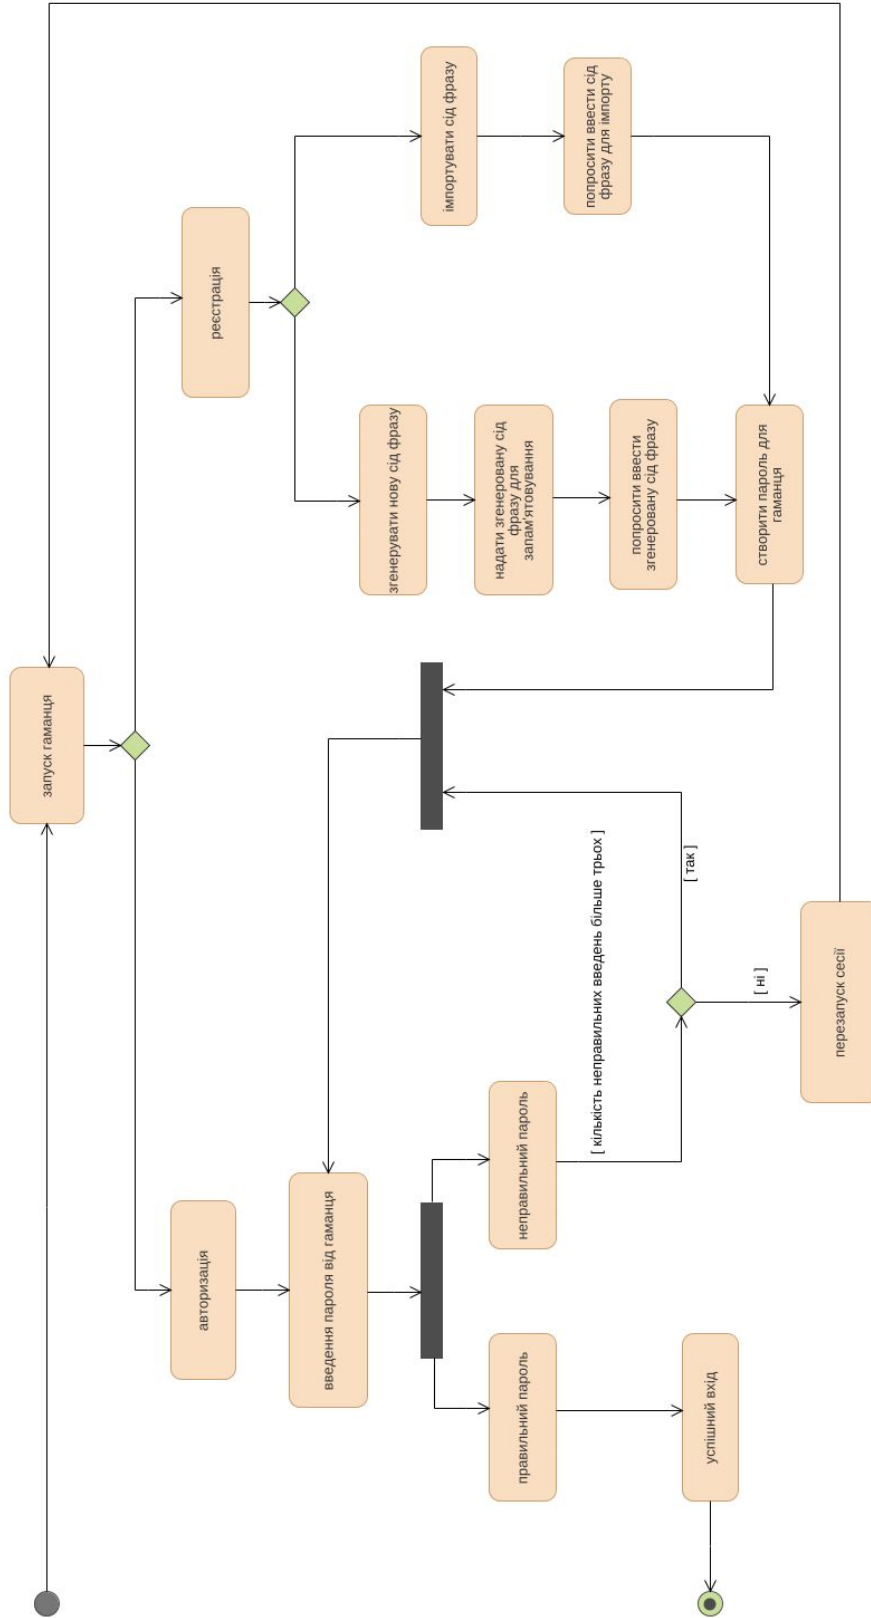 запуск гаманця
авторизація
реєстрація
введення пароля від гаманця
згенерувати нову сід фразу
імпортувати сід фразу
правильний пароль
неправильний пароль
надати згенеровану сід
фразу для
запам'ятовування
попросити ввести сід
фразу для імпорту
[ кількість неправильних введень більше трьох ]
попросити ввести
згенеровану сід фразу
успішний вхід
[ так ]
створити пароль для
гаманця
[ ні ]
перезапуск сесії